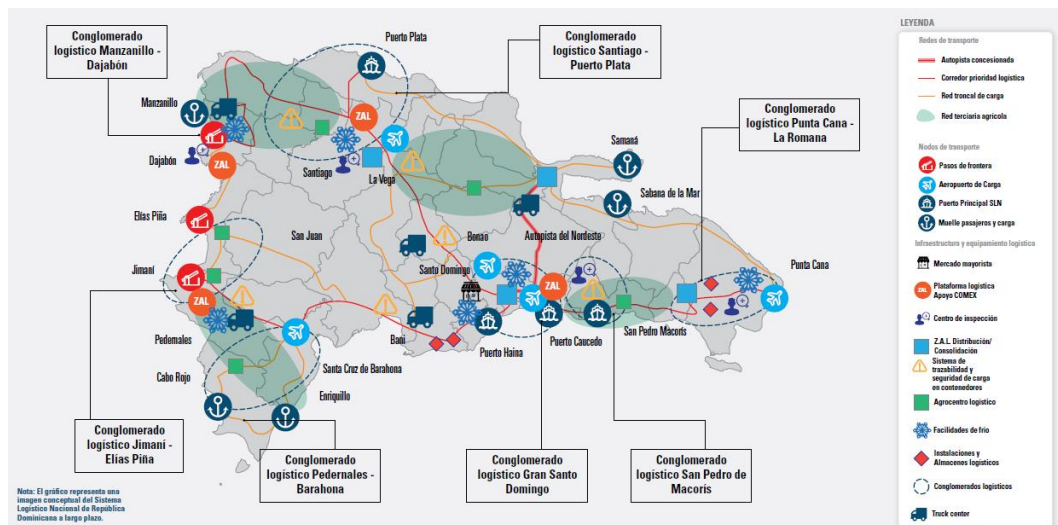 Conglomerado
logístico Manzanillo -
Dajabón
Puerto Plata
Conglomerado
logístico Santiago -
Puerto Plata
Manzanillo
Dajabón
ZAL
ZAL
Santiago
La Vega
Conglomerado
logístico Punta Cana -
La Romana
Samaná
Sabana de la Mar
Elías Piña
San Juan
Bonao
Autopista del Nordeste
Jimaní
ZAL
Santo Domingo
ZAL
Punta Cana
Pedernales
Baní
Puerto Haina
Puerto Caucedo
San Pedro Macorís
Cabo Rojo
Santa Cruz de Barahona
Enriquillo
Conglomerado
logístico Jimaní -
Elías Piña
Conglomerado
logístico Pedernales -
Barahona
Conglomerado
logístico Gran Santo
Domingo
Conglomerado
logístico San Pedro de
Macorís
Nota: El gráfico representa una
imagen conceptual del Sistema
Logístico Nacional de República
Dominicana a largo plazo.
LEYENDA
Redes de transporte
Autopista concesionada
Corredor prioridad logística
Red troncal de carga
Red terciaria agrícola
Nodos de transporte
Pasos de frontera
Aeropuerto de Carga
Puerto Principal SLN
Muelle pasajeros y carga
Infraestructura y equipamiento logístico
Mercado mayorista
ZAL
Plataforma logística
Apoyo COMEX
Centro de inspección
Z.A.L. Distribución/
Consolidación
Sistema de
trazabilidad y
seguridad de carga
en contenedores
Agrocentro logístico
Facilidades de frío
Instalaciones y
Almacenes logísticos
Conglomerados logísticos
Truck center